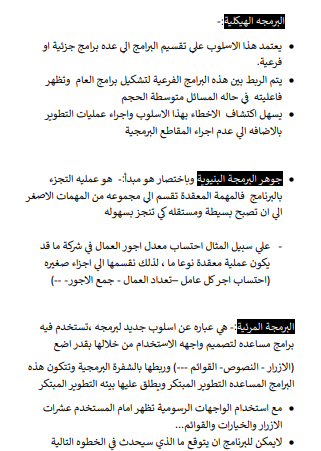 البرمجه الهيكلية:-
يعتمد هذا الاسلوب علي تقسيم البرامج الي عده برامج جزئية او
فرعية.
يتم الربط بين هذه البرامج الفرعية لتشكيل برامج العام وتظهر
فاعليته في حاله المسائل متوسطة الحجم
يسهل اكتشاف الاخطاء بهذا الاسلوب واجراء عمليات التطوير
بالاضافه الي عدم اجراء المقاطع البرمجية
جوهر البرمجة البنيوية وباختصار هو مبدأ:- هو عمليه التجزء
بالبرنامج فالمهمة المعقدة تقسم الي مجموعه من المهمات الاصغر
الي ان تصبح بسيطة ومستقله كي تنجز بسهوله
- علي سبيل المثال احتساب معدل اجور العمال في شركة ما قد
يكون عملية معقدة نوعا ما ، لذلك نقسمها الي اجزاء صغيره
(احتساب اجر كل عامل –تعداد العمال - جمع الاجور- --)
البرمجة المرئية:- هي عباره عن اسلوب جديد لبرمجه ،تستخدم فيه
برامج مساعده لتصميم واجهه الاستخدام من خلالها بقدر اضع
(الازرار - النصوص- القوائم ---) وربطها بالشفرة البرمجية وتتكون هذه
البرامج المساعده التطوير المبتكر ويطلق عليها بيئه التطوير المبتكر
مع استخدام الواجهات الرسومية تظهر امام المستخدم عشرات
الازرار والخيارات والقوائم...
لايمكن للبرنامج ان يتوقع ما الذي سيحدث في الخطوه التالية